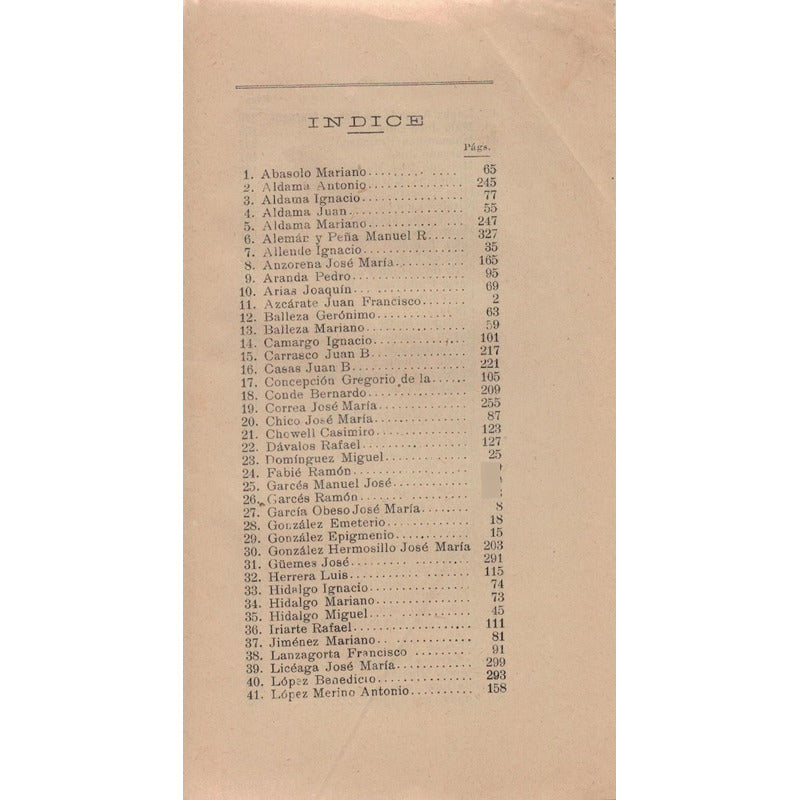 INDICE
Págs.
1. Abasolo Mariano........ .... 65
2. Aldama Antonio............... 245
3. Aldama Ignacio................ 77
4. Aldama Juan.................. 55
5. Aldama Mariano............... 247
6. Alemán y Peña Manuel R...... 327
7. Allende Ignacio................ 35
8. Anzorena José María........... 165
9. Aranda Pedro................. 95
10. Arias Joaquín................. 69
11. Azcárate Juan Francisco....... 2
12. Balleza Gerónimo............ 63
13. Balleza Mariano............... 59
14. Camargo Ignacio.............. 101
15. Carrasco Juan B............... 217
16. Casas Juan B.................. 221
17. Concepción Gregorio de la...... 105
18. Conde Bernardo............... 209
19. Correa José María............. 255
20. Chico José María.............. 87
21. Chowell Casimiro.............. 123
22. Dávalos Rafael................ 127
23. Domínguez Miguel............. 25
24. Fabié Ramón.................
25. Garcés Manuel José............
26. Garcés Ramón................
27. García Obeso José María....... 8
28. González Emeterio............ 18
29. González Epigmenio........... 15
30. González Hermosillo José María 203
31. Güemes José.................. 291
32. Herrera Luis.......... ....... 115
33. Hidalgo Ignacio............... 74
34. Hidalgo Mariano.............. 73
35. Hidalgo Miguel.... .......... 45
36. Iriarte Rafael.................. 111
37. Jiménez Mariano.. ............ 81
38. Lanzagorta Francisco ........ 91
39. Licéaga José María............ 299
40. López Benedicto............... 293
41. López Merino Antonio.......... 158